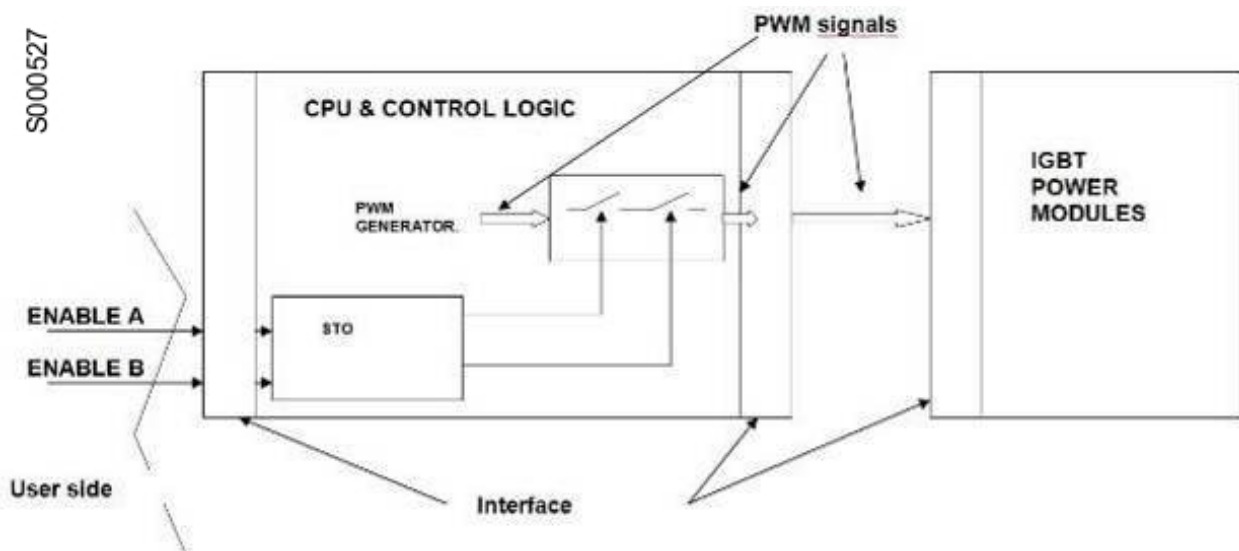 S000527
PWM signals
CPU & CONTROL LOGIC
IGBT
POWER
MODULES
PWM
GENERATOR.
ENABLE A
STO
ENABLE B
User side
Interface